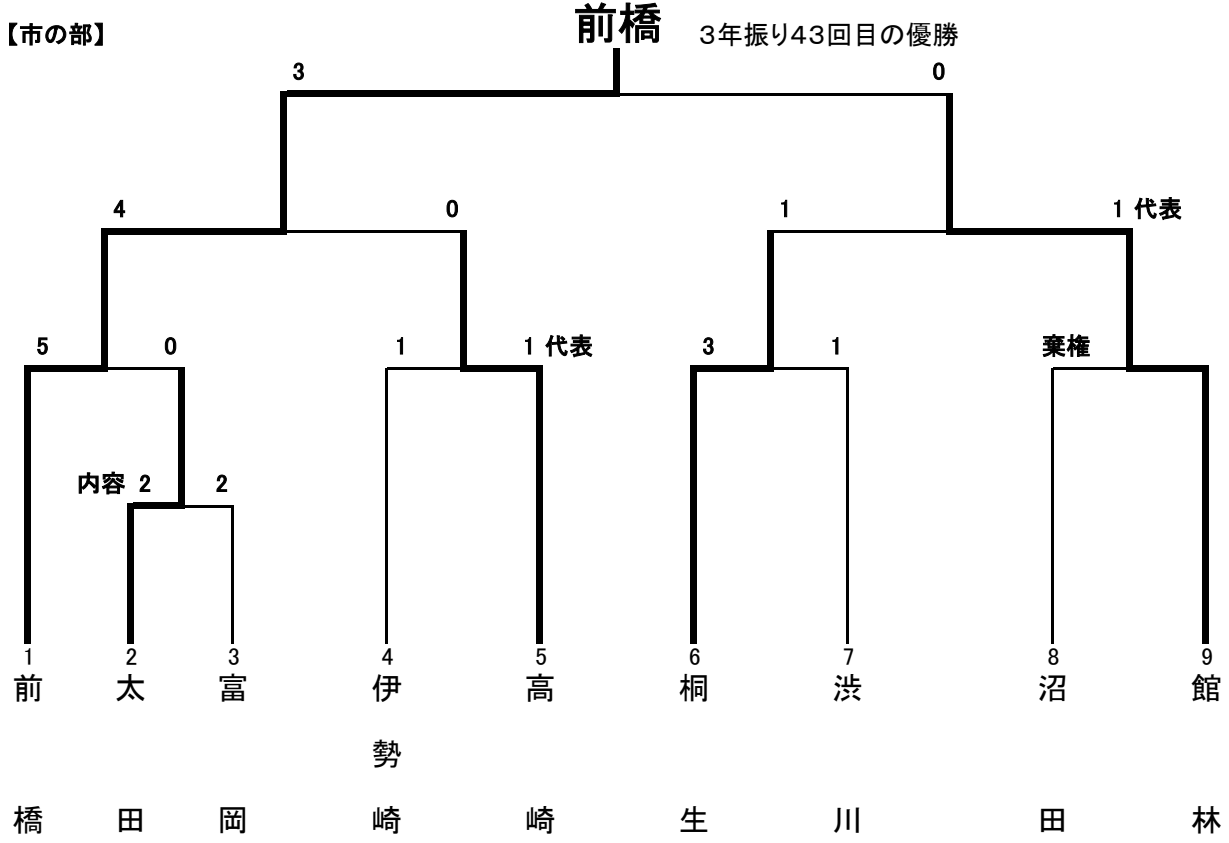 【市の部】
前橋
3年振り43回目の優勝
3
0
4
0
1
1 代表
5
0
1
1 代表
3
1
棄権
内容 2
2
1
2
3
4
5
6
7
8
9
前橋
太田
富岡
伊勢崎
高崎
桐生
渋川
沼田
館林